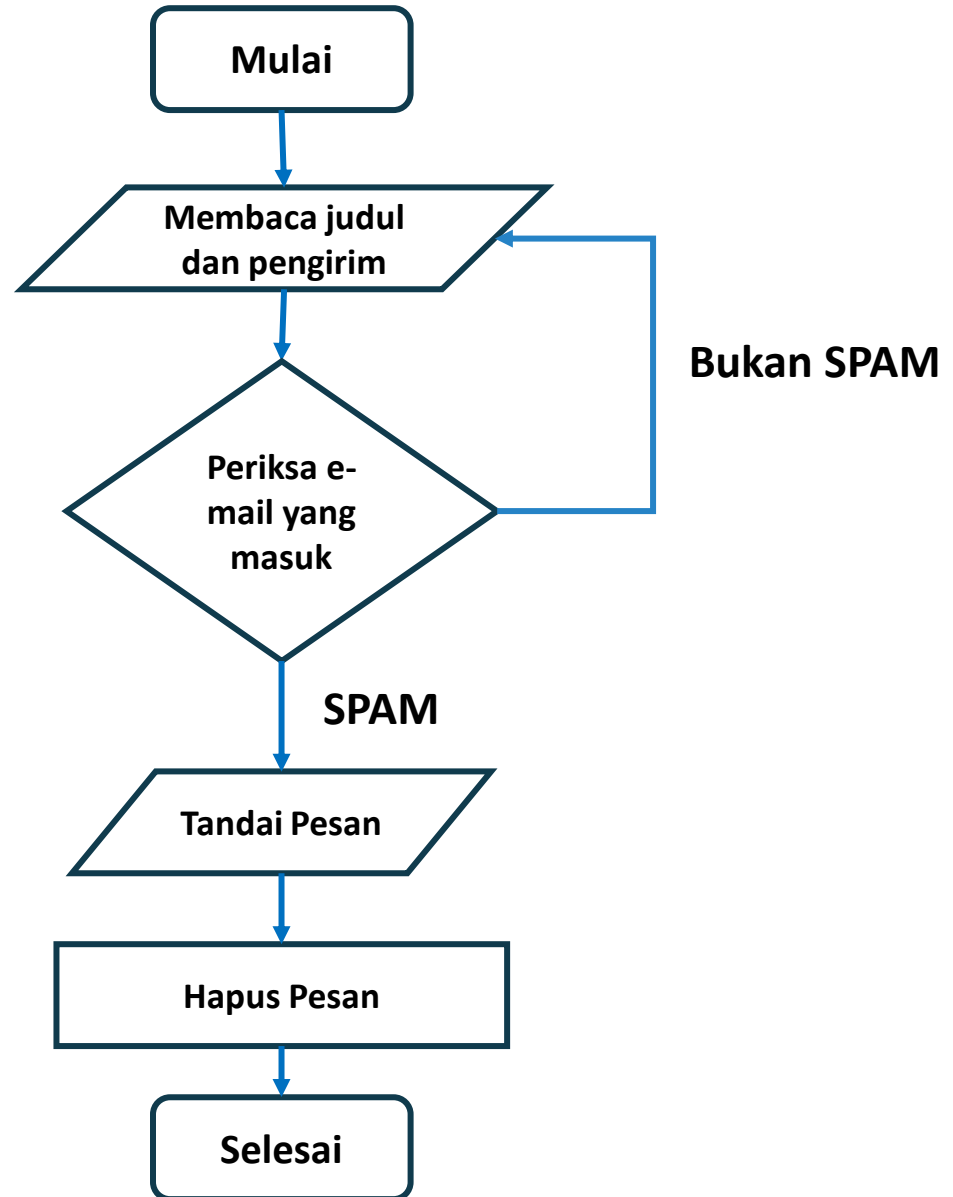 Mulai
Membaca judul
dan pengirim
Bukan SPAM
Periksa e-
mail yang
masuk
SPAM
Tandai Pesan
Hapus Pesan
Selesai